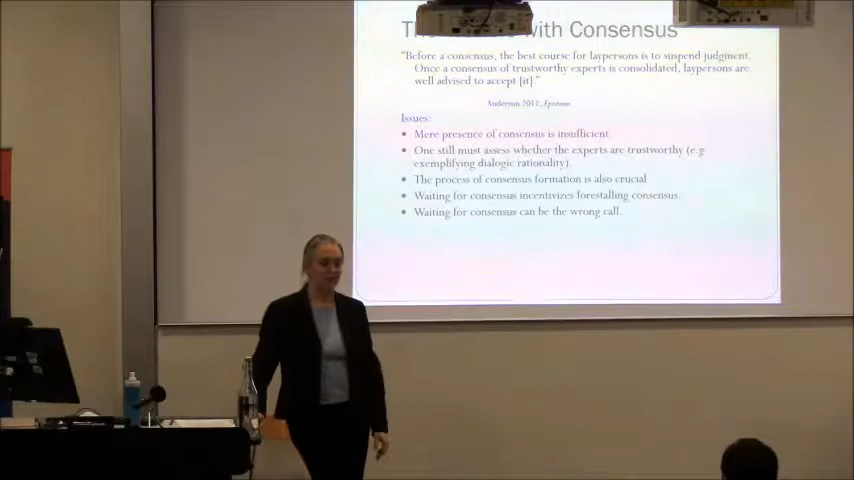 with Consensus
"Before a consensus, the best course for laypersons is to suspend judgment.
Once a consensus of trustworthy experts is consolidated, laypersons are
well advised to accept [it]."
Anderson 2011, Episteme
Issues:
• Mere presence of consensus is insufficient
• One still must assess whether the experts are trustworthy (e.g
exemplifying dialogic rationality).
• The process of consensus formation is also crucial
• Waiting for consensus incentivizes forestalling consensus.
• Waiting for consensus can be the wrong call.